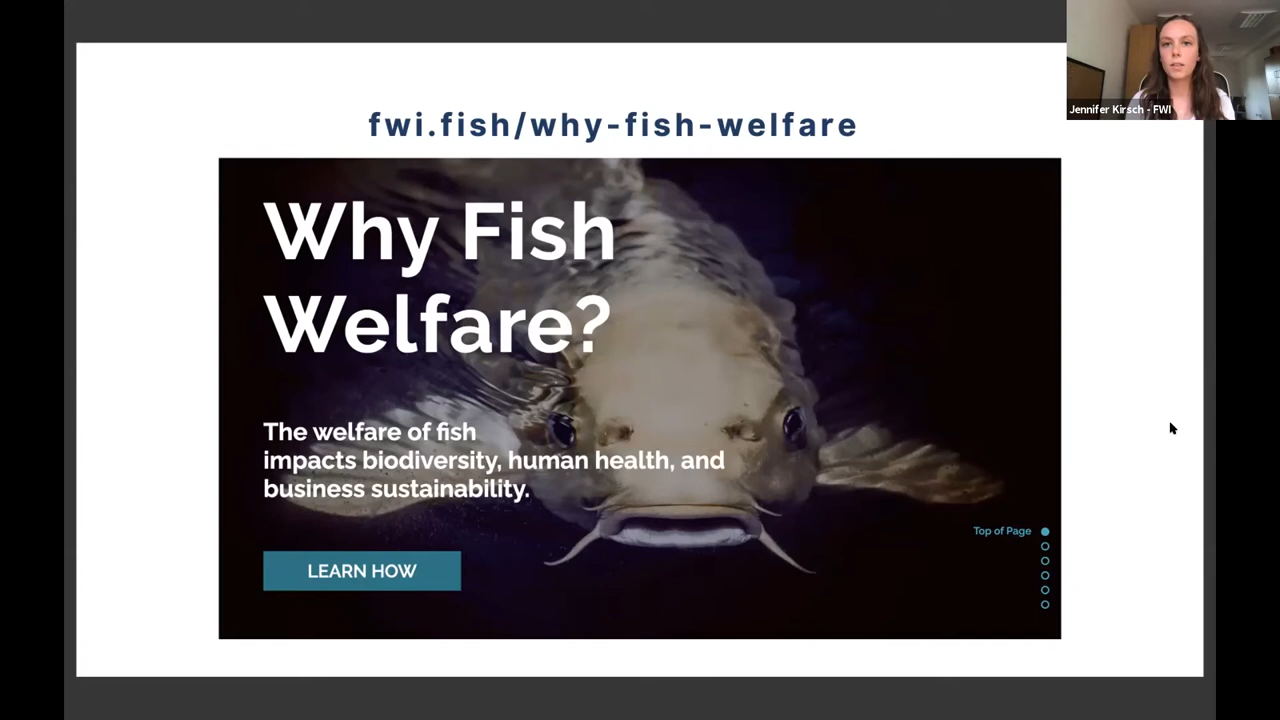 fwi.fish/why-fish-welfare
Jennifer Kirsch - FWI
Why Fish
Welfare?
The welfare of fish
impacts biodiversity, human health, and
business sustainability.
Top of Page
LEARN HOW